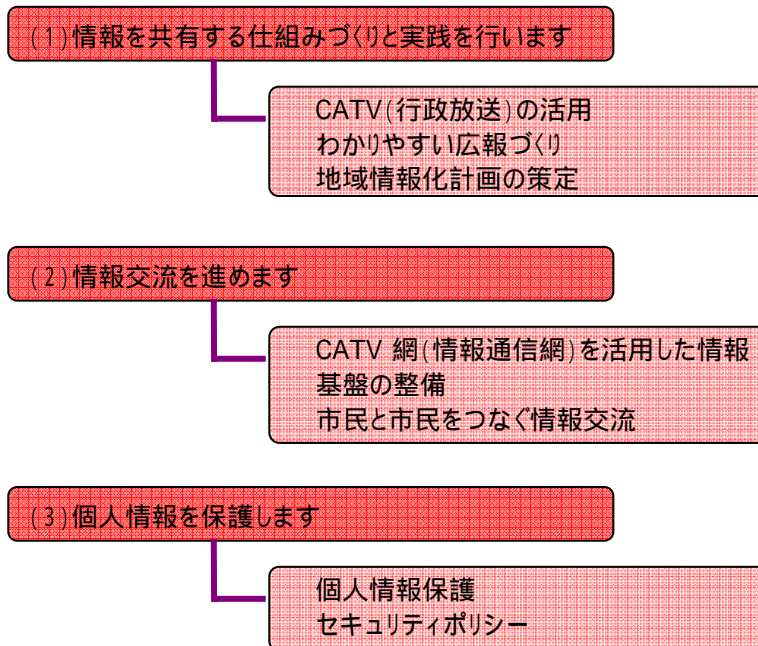 (1)情報を共有する仕組みづくりと実践を行います
CATV(行政放送)の活用
わかりやすい広報づくり
地域情報化計画の策定
(2)情報交流を進めます
CATV 網(情報通信網)を活用した情報
基盤の整備
市民と市民をつなぐ情報交流
(3)個人情報を保護します
個人情報保護
セキュリティポリシー